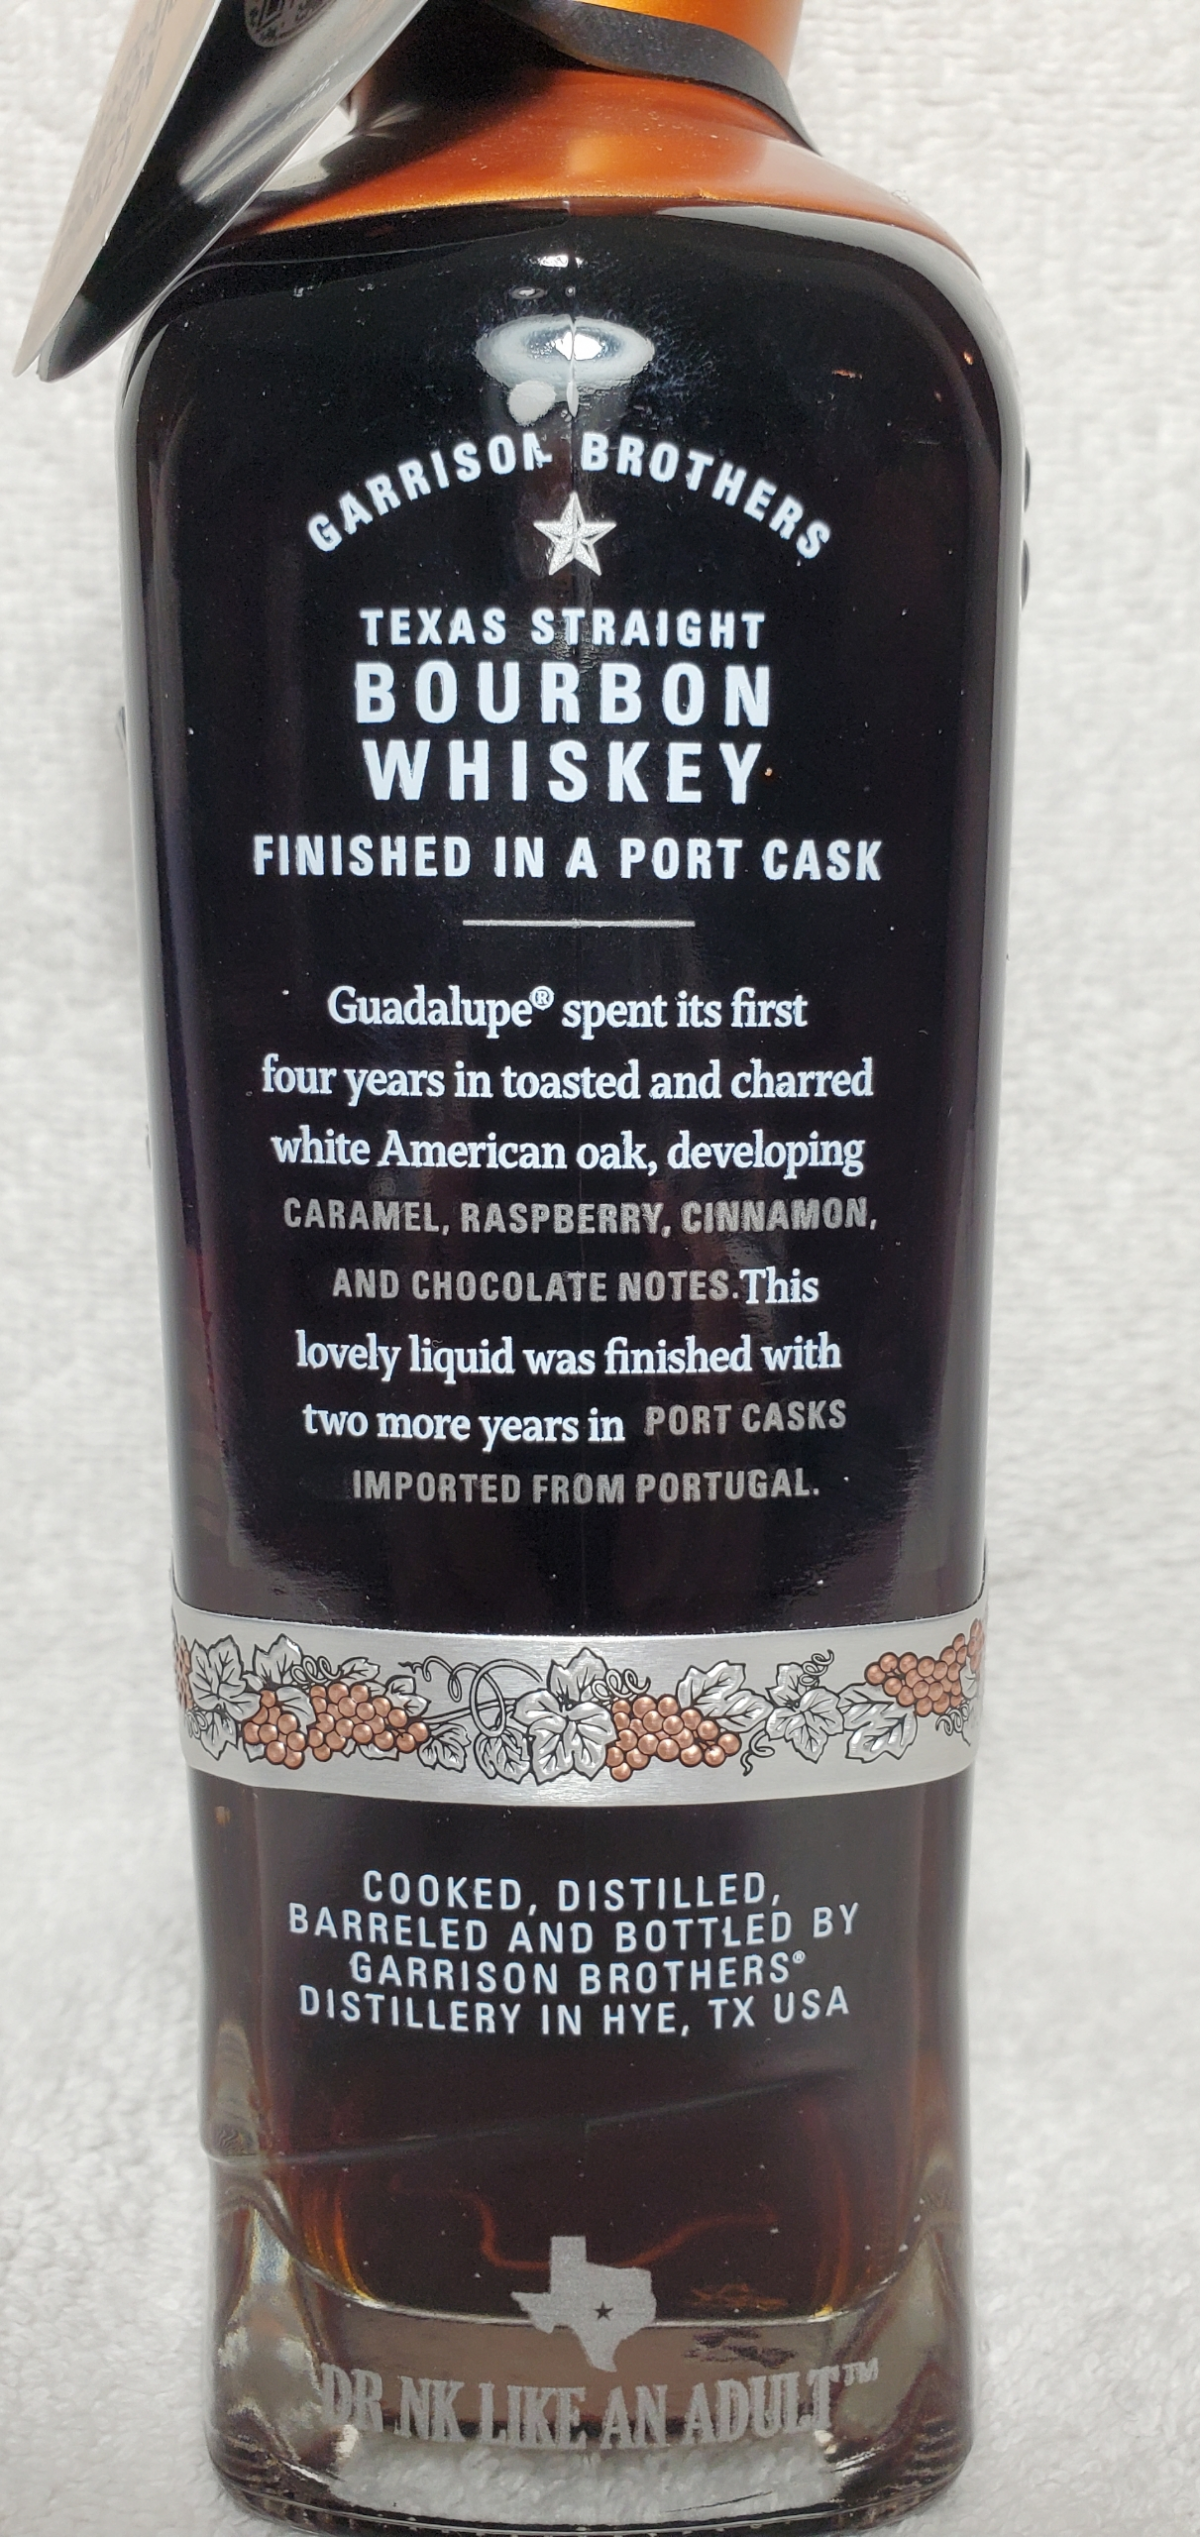 GARRISON BROTHERS
TEXAS STRAIGHT
BOURBON
WHISKEY
FINISHED IN A PORT CASK
Guadalupe® spent its first
four years in toasted and charred
white American oak, developing
CARAMEL, RASPBERRY, CINNAMON,
AND CHOCOLATE NOTES. This
lovely liquid was finished with
two more years in PORT CASKS
IMPORTED FROM PORTUGAL.
COOKED, DISTILLED,
BARRELED AND BOTTLED BY
GARRISON BROTHERS®
DISTILLERY IN HYE, TX USA
DR NK LIKE AN ADULT™